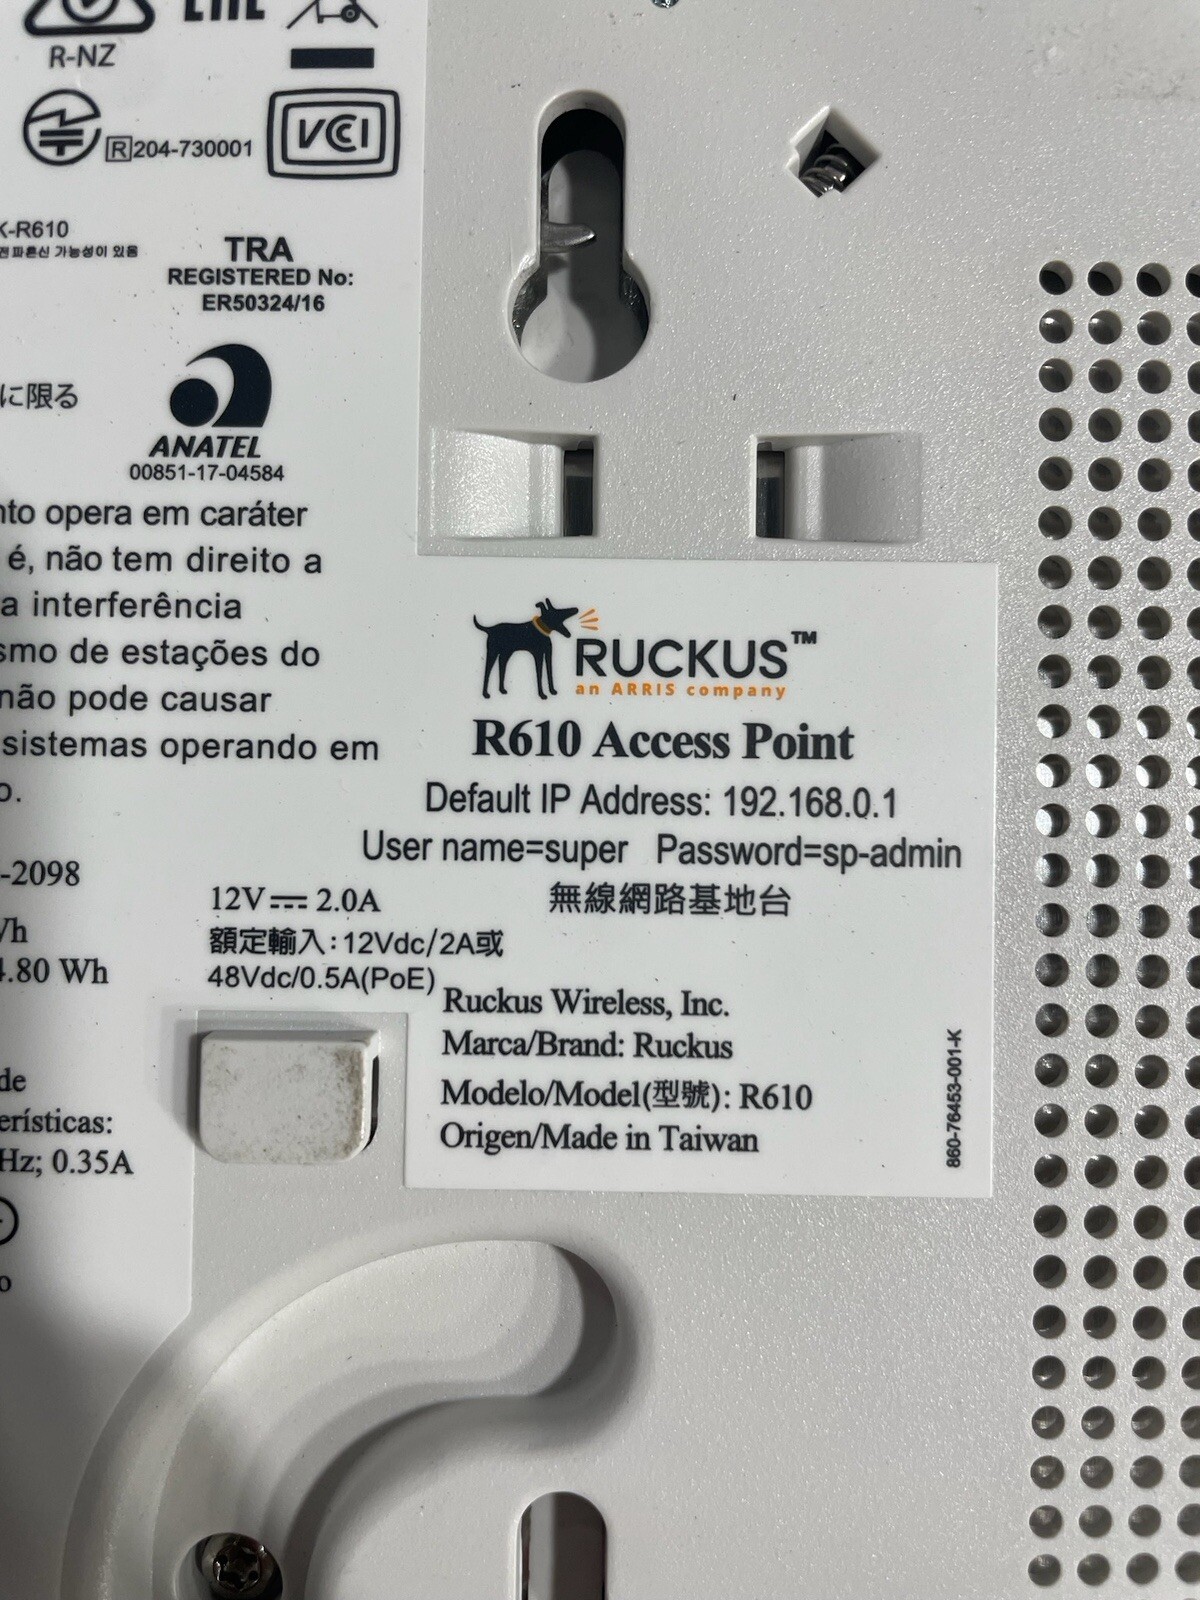 R-NZ
R 204-730001
VCI
K-R610
TRA
REGISTERED No:
ER50324/16
に限る
ANATEL
00851-17-04584
nto opera em caráter
é, não tem direito a
a interferência
smo de estações do
não pode causar
sistemas operando em
o.
-2098
Vh
4.80 Wh
de
erísticas:
Hz; 0.35A
o
RUCKUS™
an ARRIS company
R610 Access Point
Default IP Address: 192.168.0.1
User name=super Password=sp-admin
無線網路基地台
12V 2.0A
額定輸入:12Vdc/2A或
48Vdc/0.5A(PoE)
Ruckus Wireless, Inc.
Marca/Brand: Ruckus
Modelo/Model(型號): R610
Origen/Made in Taiwan
860-76453-001-K